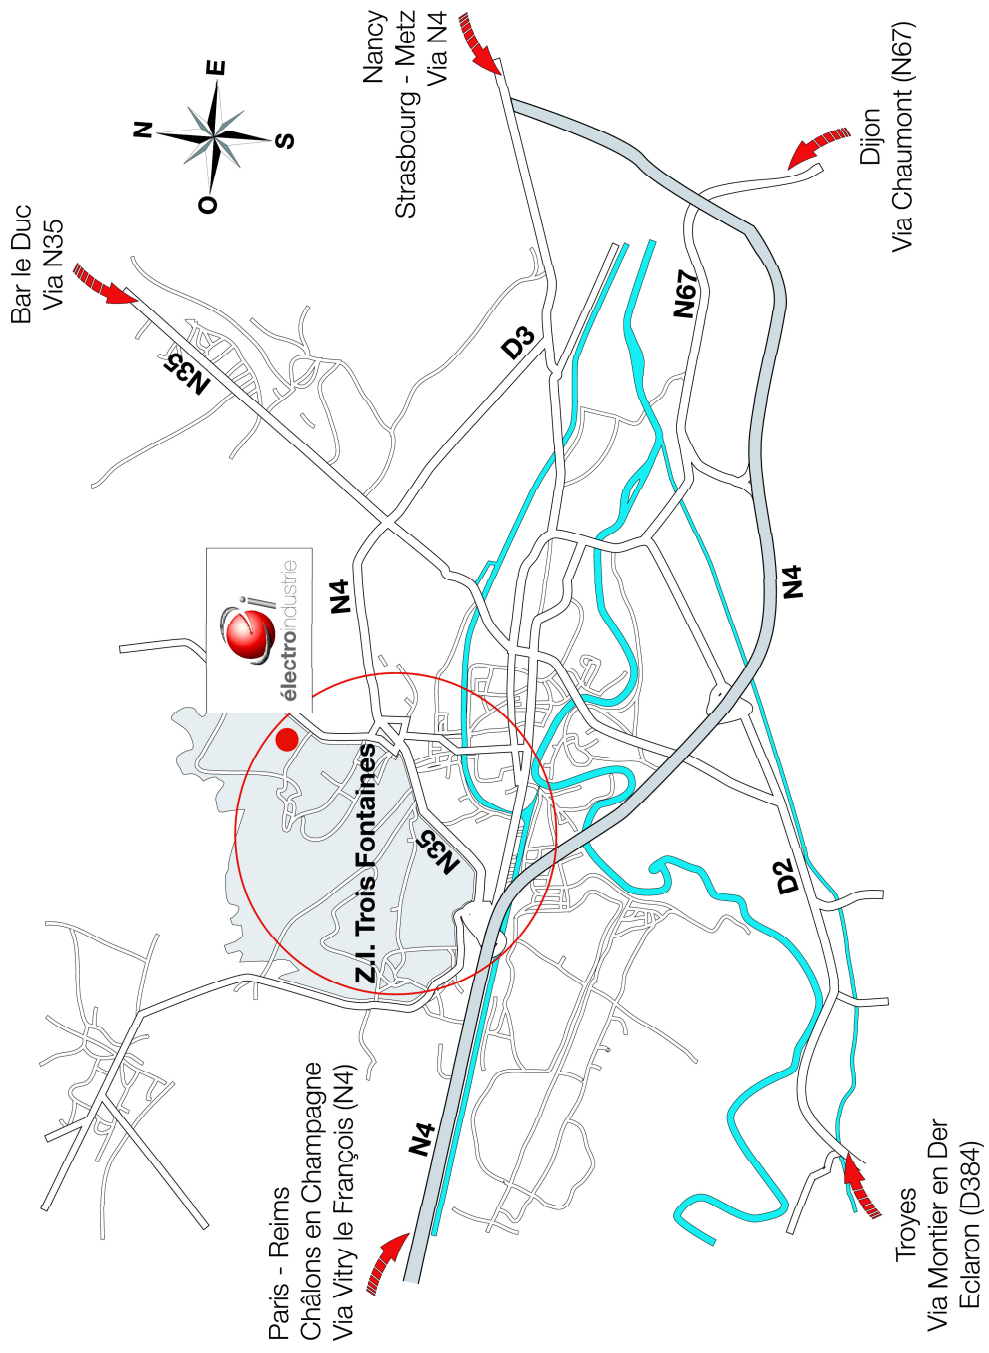 Bar le Duc
Via N35
Nancy
Strasbourg - Metz
Via N4
Dijon
Via Chaumont (N67)
N
E
S
O
N35
D3
N67
N4
électroindustrie
N4
Z.I. Trois Fontaines
N35
D2
N4
Paris - Reims
Châlons en Champagne
Via Vitry le François (N4)
Troyes
Via Montier en Der
Eclaron (D384)